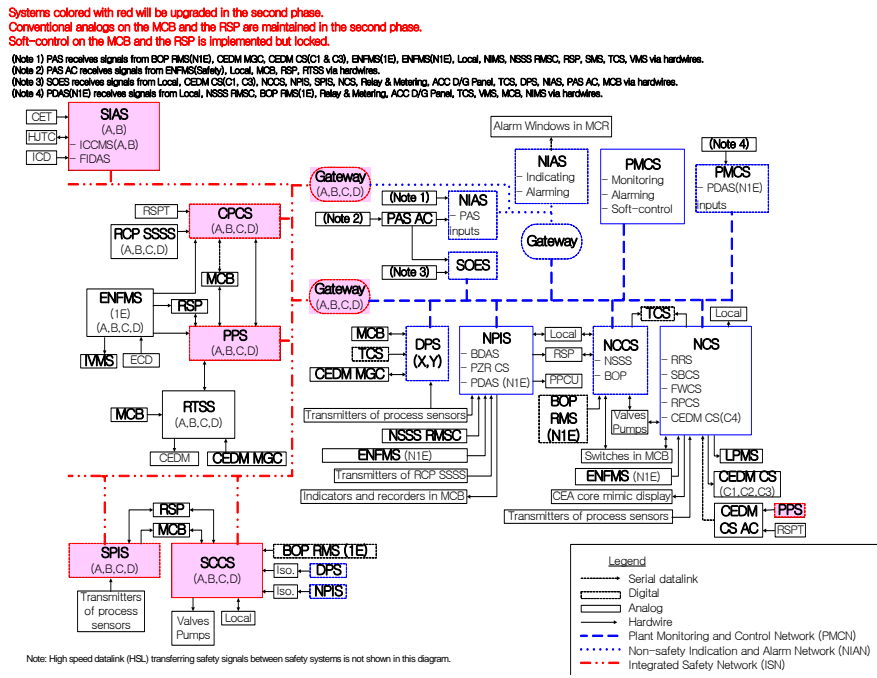 Systems colored with red will be upgraded in the second phase.
Conventional analogs on the MCB and the RSP are maintained in the second phase.
Soft-control on the MCB and the RSP is implemented but locked.
(Note 1) PAS receives signals from BOP RMS(N1E), CEDM MGC, CEDM CS(C1 & C3), ENFMS(1E), ENFMS(N1E), Local, NIMS, NSSS RMSC, RSP, SMS, TCS, VMS via hardwires.
(Note 2) PAS AC receives signals from ENFMS(Safety), Local, MCB, RSP, RTSS via hardwires.
(Note 3) SOES receives signals from Local, CEDM CS(C1, C3), NCCS, NPIS, SPIS, NCS, Relay & Metering, ACC D/G Panel, TCS, DPS, NIAS, PAS AC, MCB via hardwires.
(Note 4) PDAS(N1E) receives signals from Local, NSSS RMSC, BOP RMS(1E), Relay & Metering, ACC D/G Panel, TCS, VMS, MCB, NIMS via hardwires.
CET
HJTC
ICD
SIAS
(A,B)
- ICCMS(A,B)
- FIDAS
Alarm Windows in MCR
Gateway
(A,B,C,D)
NIAS
- Indicating
- Alarming
PMCS
- Monitoring
- Alarming
- Soft-control
(Note 4)
PMCS
- PDAS(N1E)
inputs
(Note 1)
(Note 2)
PAS AC
NIAS
- PAS
inputs
Gateway
(Note 3)
SOES
RSPT
RCP SSSS
(A,B,C,D)
CPCS
(A,B,C,D)
MCB
Gateway
(A,B,C,D)
ENFMS
(1E)
(A,B,C,D)
RSP
PPS
(A,B,C,D)
IVMS
ECD
RTSS
(A,B,C,D)
MCB
CEDM
CEDM MGC
MCB
TCS
CEDM MGC
DPS
(X,Y)
NPIS
- BDAS
- PZR CS
- PDAS (N1E)
Local
RSP
PPCU
NCCS
- NSSS
- BOP
TCS
Local
NCS
- RRS
- SBCS
- FWCS
- RPCS
- CEDM CS(C4)
BOP
RMS
(N1E)
Valves
Pumps
Transmitters of process sensors
NSSS RMSC
ENFMS (N1E)
Transmitters of RCP SSSS
Indicators and recorders in MCB
Switches in MCB
ENFMS (N1E)
CEA core mimic display
Transmitters of process sensors
LPMS
CEDM CS
(C1,C2,C3)
CEDM
CS AC
PPS
RSPT
RSP
MCB
SPIS
(A,B,C,D)
SCCS
(A,B,C,D)
BOP RMS (1E)
Iso.
DPS
Iso.
NPIS
Transmitters
of process
sensors
Valves
Pumps
Local
Legend
Serial datalink
Digital
Analog
Hardwire
Plant Monitoring and Control Network (PMCN)
Non-safety Indication and Alarm Network (NIAN)
Integrated Safety Network (ISN)
Note: High speed datalink (HSL) transferring safety signals between safety systems is not shown in this diagram.